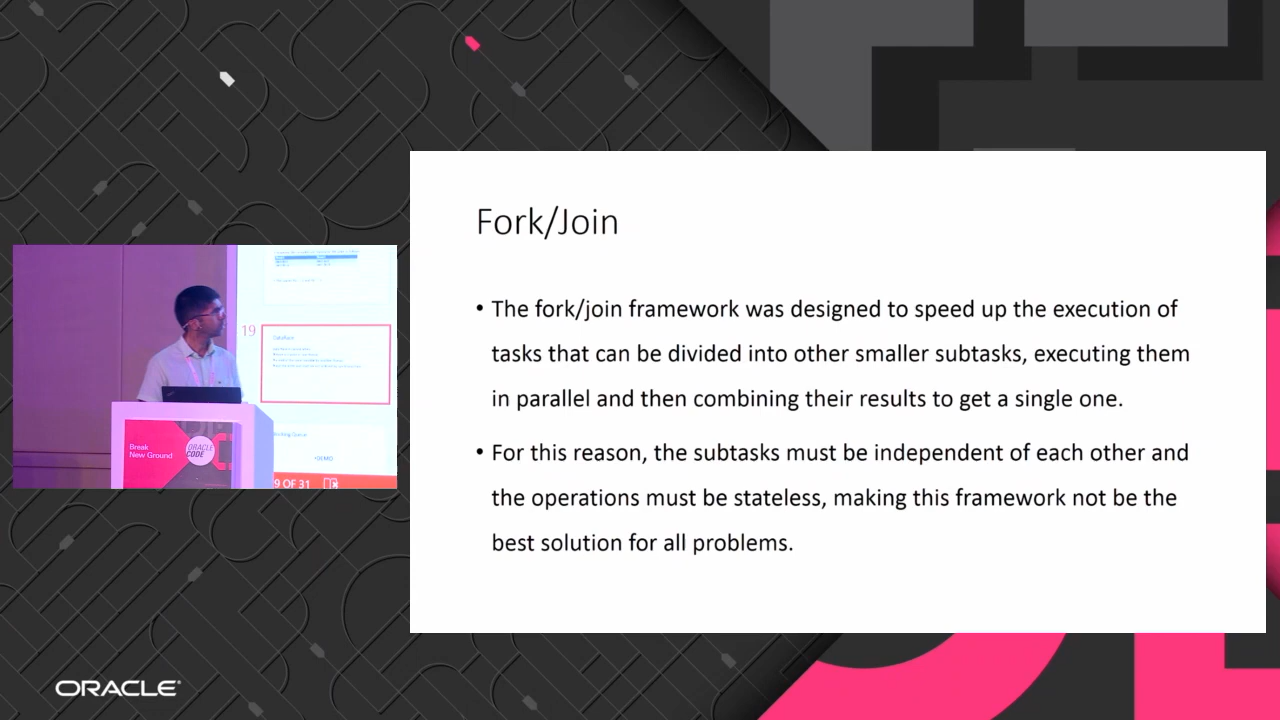 Fork/Join
• The fork/join framework was designed to speed up the execution of
tasks that can be divided into other smaller subtasks, executing them
in parallel and then combining their results to get a single one.
• For this reason, the subtasks must be independent of each other and
the operations must be stateless, making this framework not be the
best solution for all problems.
19
•DEMO
9 OF 31
Break
New Ground
ORACLE
CODE
ORACLE